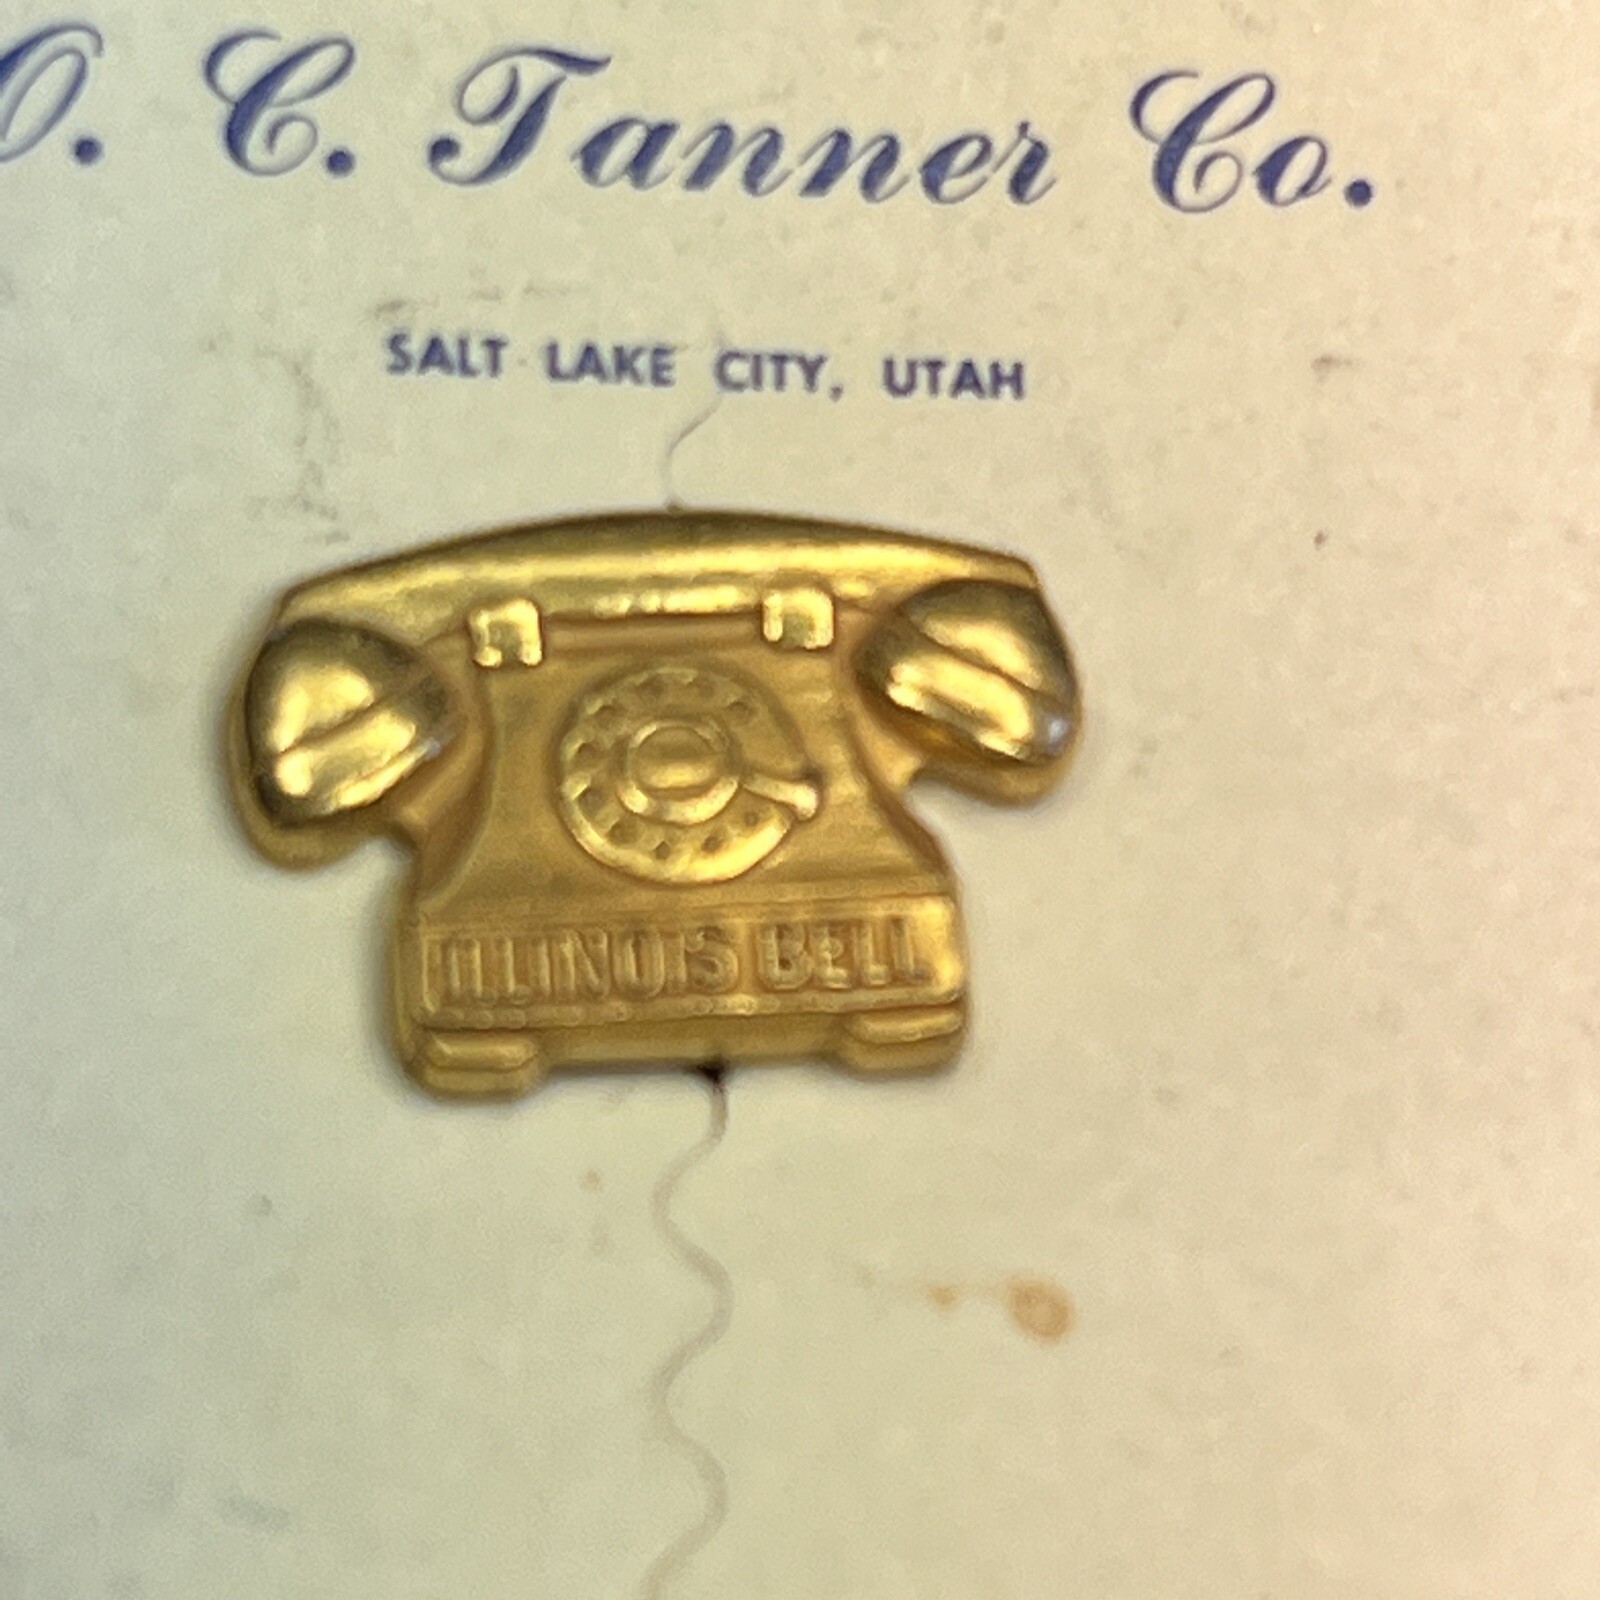 O. C. Tanner Co.
SALT LAKE CITY, UTAH
ILLINOIS BELL